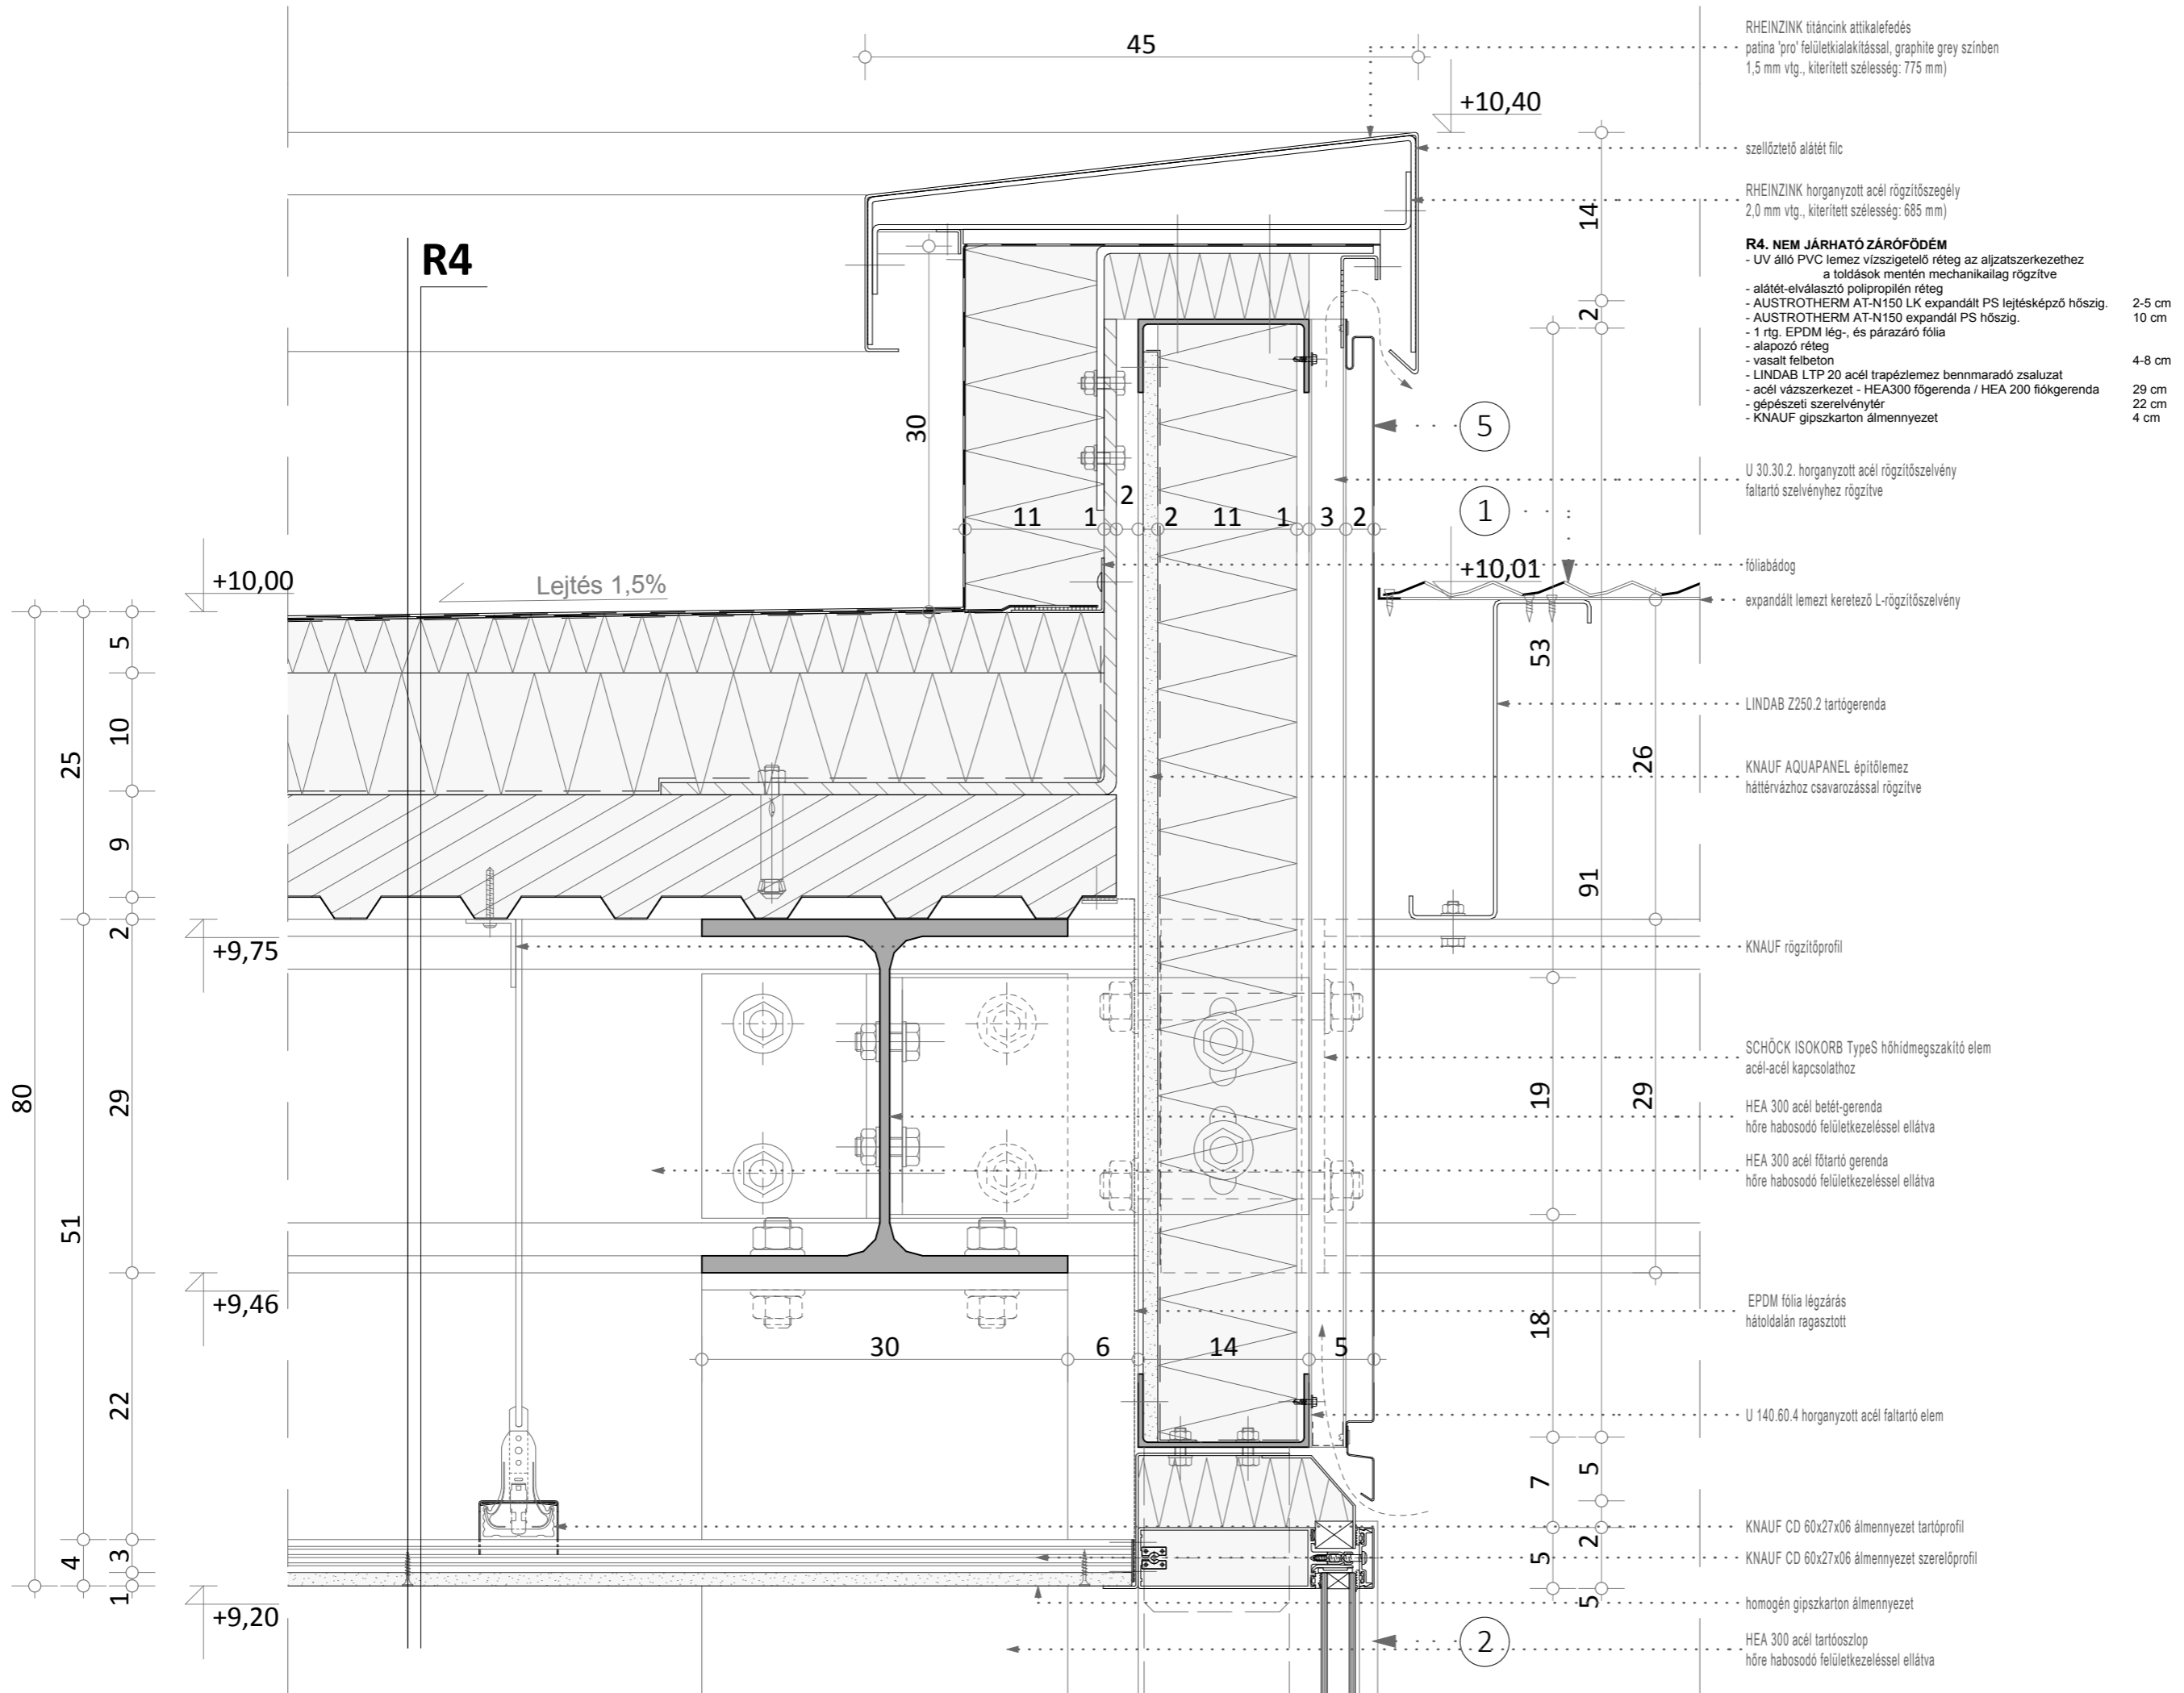 45
RHEINZINK titáncink attikalefedés
patina 'pro' felületkialakítással, graphite grey színben
1,5 mm vtg., kiterített szélesség: 775 mm)
+10,40
szellőztető alátét filc
RHEINZINK horganyzott acél rögzítőszegély
2,0 mm vtg., kiterített szélesség: 685 mm)
14
R4
R4. NEM JÁRHATÓ ZÁRÓFÖDÉM
- UV álló PVC lemez vízszigetelő réteg az aljzatszerkezethez
a toldások mentén mechanikailag rögzítve
- alátét-elválasztó polipropilén réteg
- AUSTROTHERM AT-N150 LK expandált PS lejtésképző hőszig. 2-5 cm
- AUSTROTHERM AT-N150 expandál PS hőszig. 10 cm
- 1 rtg. EPDM lég-, és párazáró fólia
- alapozó réteg
- vasalt felbeton 4-8 cm
- LINDAB LTP 20 acél trapézlemez bennmaradó zsaluzat
- acél vázszerkezet - HEA300 főgerenda / HEA 200 fiókgerenda 29 cm
- gépészeti szerelvénytér 22 cm
- KNAUF gipszkarton álmennyezet 4 cm
2
30
5
U 30.30.2. horganyzott acél rögzítőszelvény
faltartó szelvényhez rögzítve
2
11 1 2 11 1 3 2
1
+10,00
Lejtés 1,5%
+10,01
fóliabádog
expandált lemezt keretező L-rögzítőszelvény
5
53
LINDAB Z250.2 tartógerenda
10
25
26
KNAUF AQUAPANEL építőlemez
háttérvázhoz csavarozással rögzítve
9
91
2
+9,75
KNAUF rögzítőprofil
80
29
19
29
SCHÖCK ISOKORB TypeS hőhídmegszakító elem
acél-acél kapcsolathoz
HEA 300 acél betét-gerenda
hőre habosodó felületkezeléssel ellátva
HEA 300 acél főtartó gerenda
hőre habosodó felületkezeléssel ellátva
51
+9,46
EPDM fólia légzárás
hátoldalán ragasztott
18
30 6 14 5
22
U 140.60.4 horganyzott acél faltartó elem
7
5
KNAUF CD 60x27x06 álmennyezet tartóprofil
4
3
5
2
KNAUF CD 60x27x06 álmennyezet szerelőprofil
1
5
homogén gipszkarton álmennyezet
+9,20
2
HEA 300 acél tartóoszlop
hőre habosodó felületkezeléssel ellátva